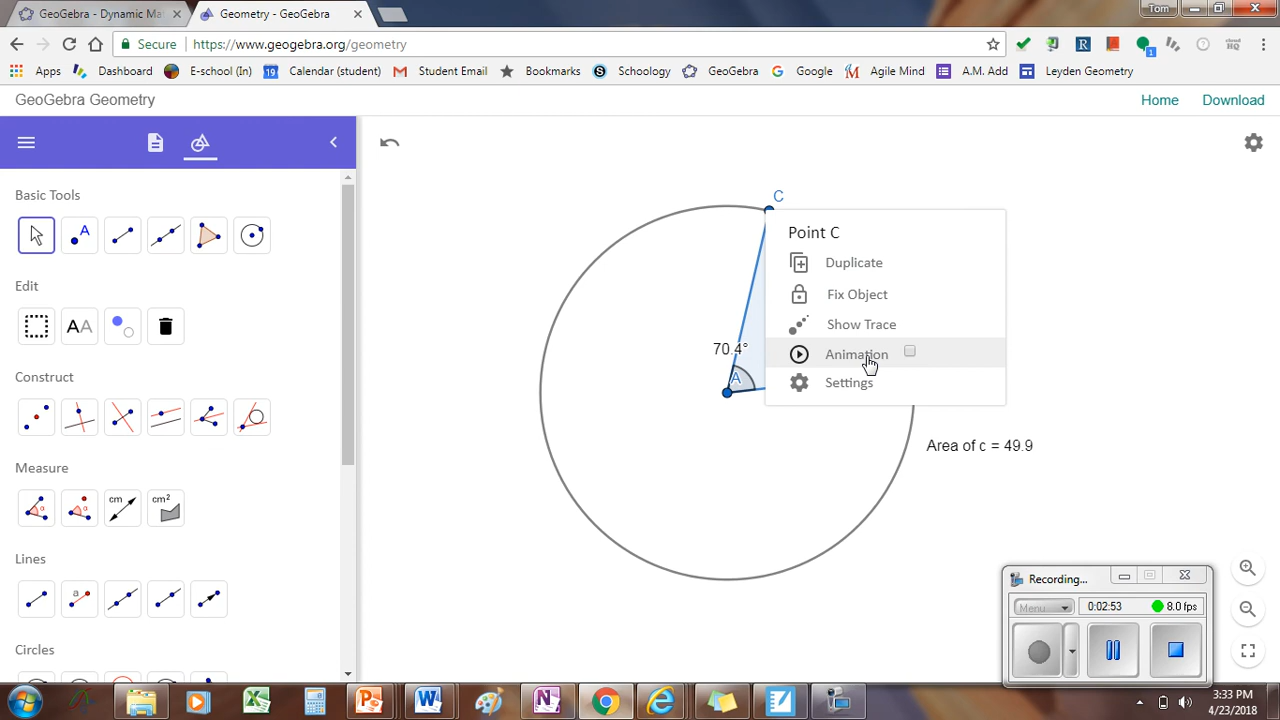 GeoGebra - Dynamic Ma
Geometry - GeoGebra
Tom
Secure
https://www.geogebra.org/geometry
Apps
Dashboard
E-school (in)
Calendar (student)
Student Email
Bookmarks
Schoology
GeoGebra
Google
Agile Mind
A.M. Add
Leyden Geometry
GeoGebra Geometry
Home
Download
Basic Tools
A
Edit
AA
Construct
Measure
α
α
cm
cm²
Lines
a
Circles
C
Point C
Duplicate
Fix Object
Show Trace
Animation
Settings
70.4°
A
Area of c = 49.9
Recording...
Menu
0:02:53
8.0 fps
3:33 PM
4/23/2018